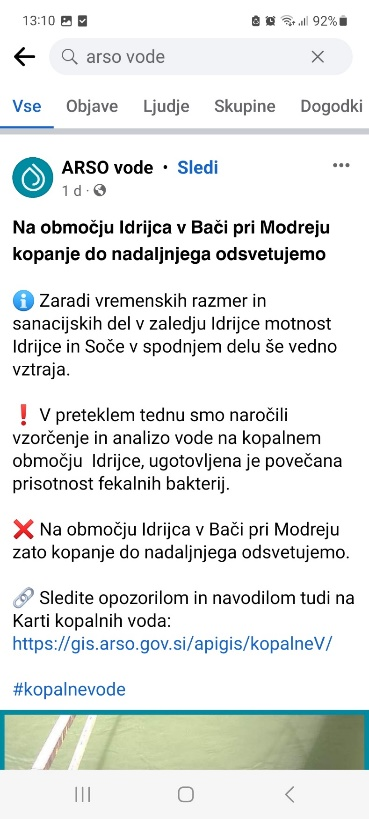 13:10
92%
arso vode
Vse Objave Ljudje Skupine Dogodki
ARSO vode • Sledi
1 d ·
Na območju Idrijca v Bači pri Modreju
kopanje do nadaljnjega odsvetujemo
Zaradi vremenskih razmer in
sanacijskih del v zaledju Idrijce motnost
Idrijce in Soče v spodnjem delu še vedno
vztraja.
❗ V preteklem tednu smo naročili
vzorčenje in analizo vode na kopalnem
območju Idrijce, ugotovljena je povečana
prisotnost fekalnih bakterij.
❌ Na območju Idrijca v Bači pri Modreju
zato kopanje do nadaljnjega odsvetujemo.
🔗 Sledite opozorilom in navodilom tudi na
Karti kopalnih voda:
https://gis.arso.gov.si/apigis/kopalneV/
#kopalnevode